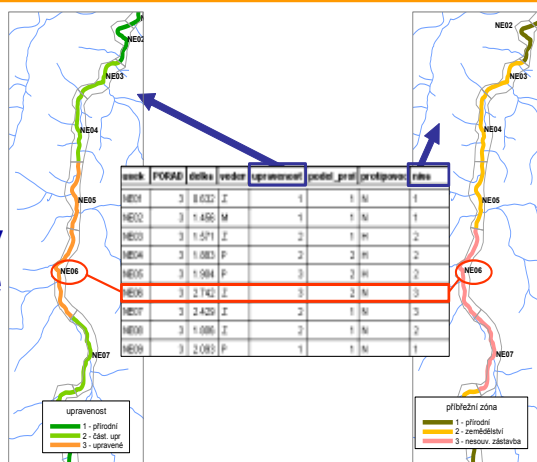 NE02
NE03
NE04
NE05
NE06
NE07
upravenost
1 - přírodní
2 - část. upr
3 - upravené
usek PORAD delka veden upravenost podel_prof protipovod niva
NE01 3 8.632 Z 1 1 N 1
NE02 3 1.456 M 1 1 N 1
NE03 3 1.571 Z 2 1 H 2
NE04 3 1.883 P 2 2 H 2
NE05 3 1.984 P 3 2 H 2
NE06 3 2.742 Z 3 2 N 3
NE07 3 2.429 Z 2 1 N 3
NE08 3 1.886 Z 2 1 N 2
NE09 3 2.083 P 1 1 N 1
NE02
NE03
NE04
NE05
NE06
NE07
příbřežní zóna
1 - přírodní
2 - zemědělství
3 - nesouv. zástavba